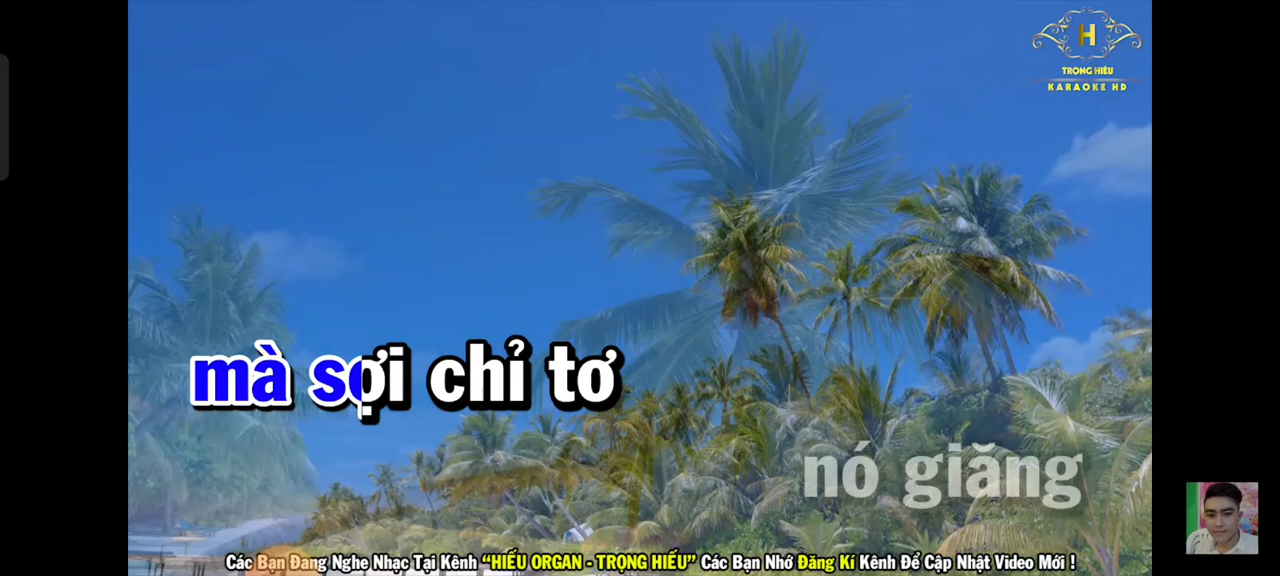 H
TRỌNG HIẾU
KARAOKE HD
mà sợi chỉ tơ
nó giăng
Các Bạn Đang Nghe Nhạc Tại Kênh “HIẾU ORGAN - TRỌNG HIẾU” Các Bạn Nhớ Đăng Kí Kênh Để Cập Nhật Video Mới !